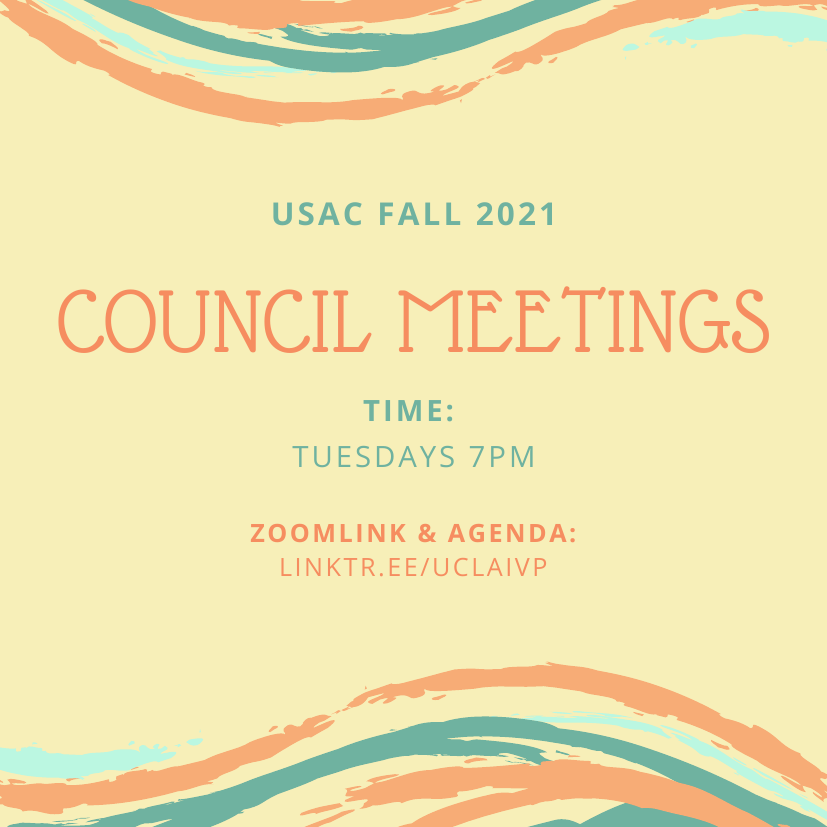 USAC FALL 2021
COUNCIL MEETINGS
TIME:
TUESDAYS 7PM
ZOOMLINK & AGENDA:
LINKTR.EE/UCLAIVP